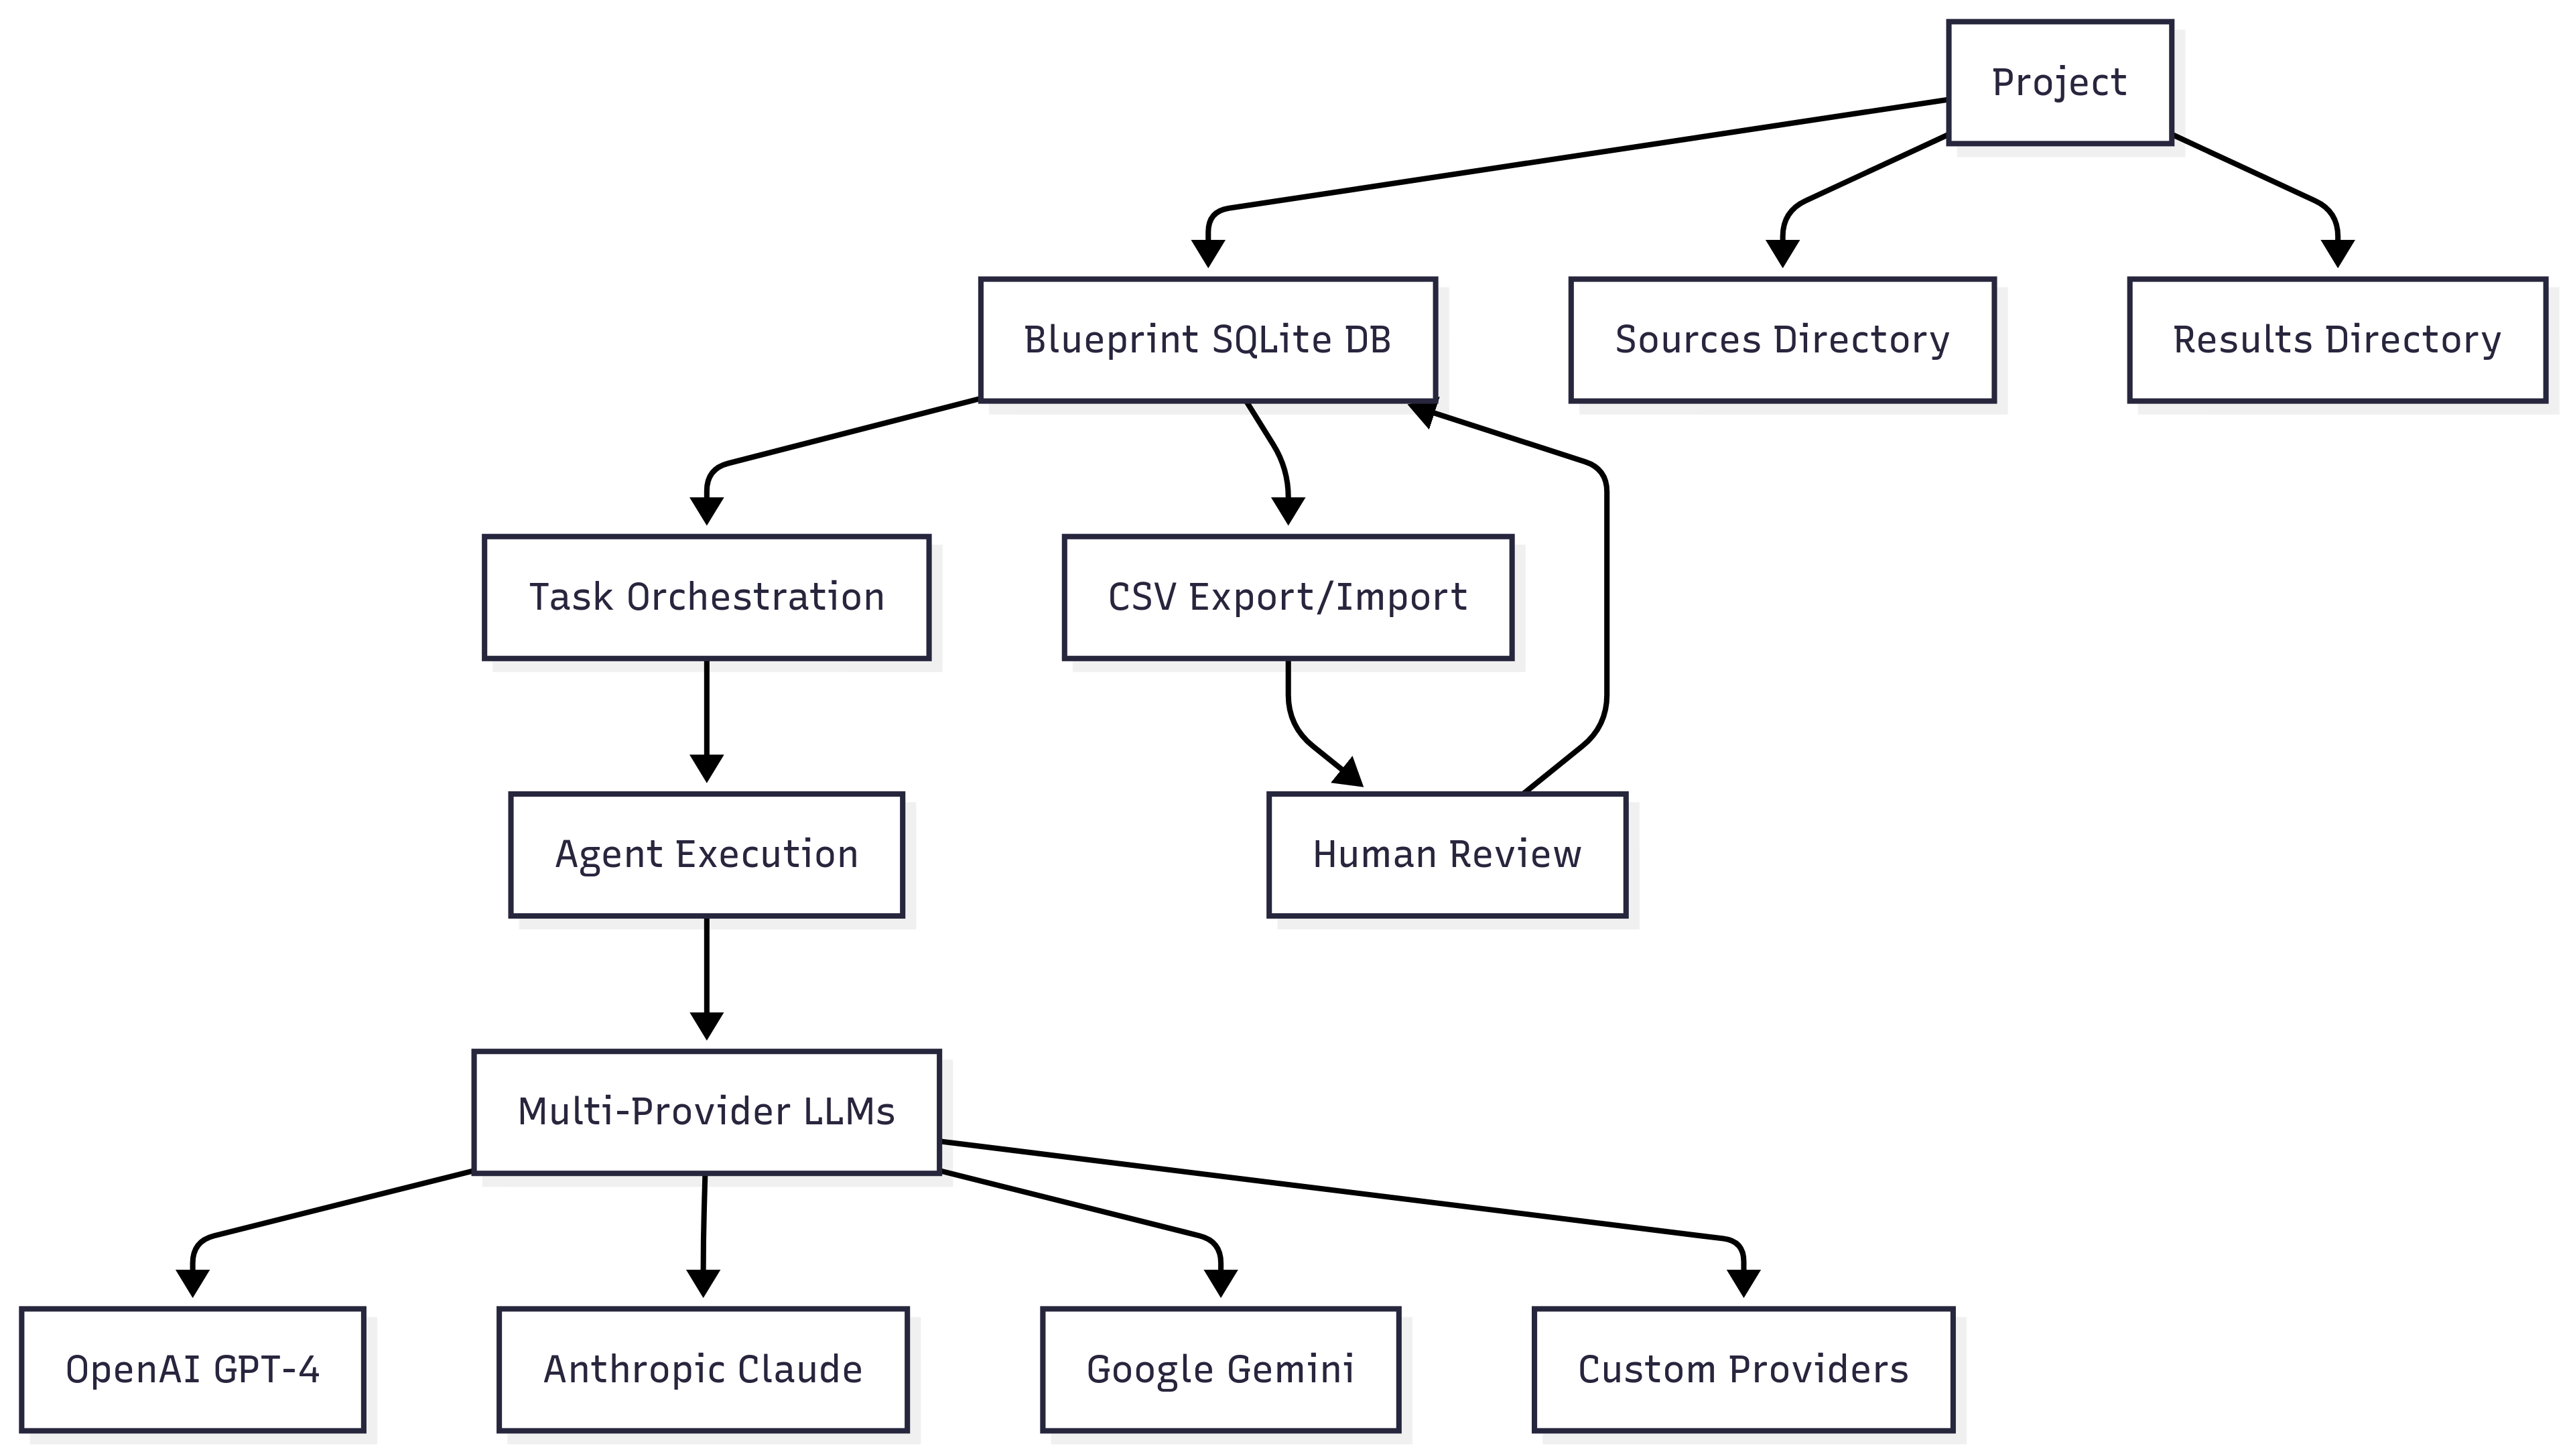 Project
Blueprint SQLite DB
Sources Directory
Results Directory
Task Orchestration
CSV Export/Import
Agent Execution
Human Review
Multi-Provider LLMs
OpenAI GPT-4
Anthropic Claude
Google Gemini
Custom Providers